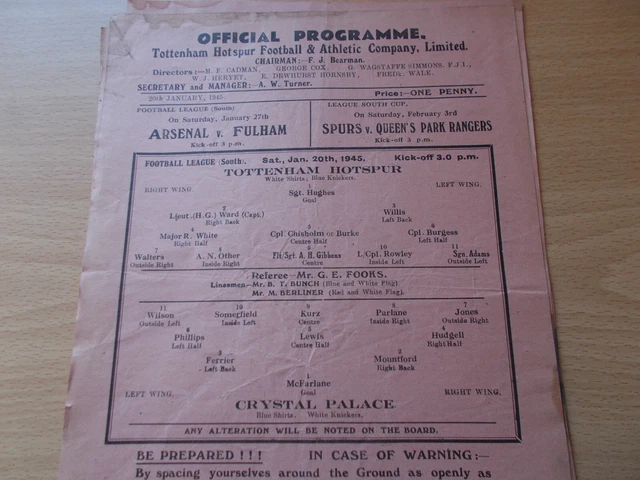 OFFICIAL PROGRAMME.
Tottenham Hotspur Football & Athletic Company, Limited.
CHAIRMAN:—F. J. Bearman.
Directors:—M. F. CADMAN, GEORGE COX, G. WAGSTAFFE SIMMONS, F.J.I.,
W. J. HERYET, E. DEWHURST HORNSBY, FREDk. WALE.
SECRETARY and MANAGER:—A. W. Turner.
20th JANUARY, 1945 Price:—ONE PENNY.
FOOTBALL LEAGUE (South)
On Saturday, January 27th
ARSENAL v. FULHAM
Kick-off 3 p.m.
LEAGUE SOUTH CUP.
On Saturday, February 3rd
SPURS v. QUEEN'S PARK RANGERS
Kick-off 3 p.m.
FOOTBALL LEAGUE (South). Sat., Jan. 20th, 1945. Kick-off 3.0 p.m.
TOTTENHAM HOTSPUR
White Shirts; Blue Knickers.
RIGHT WING. 1 LEFT WING.
Sgt. Hughes
Goal
2 3
Lieut. (H.G.) Ward (Capt.) Willis
Right Back Left Back
4 5 6
Major R. White Cpl. Chisholm or Burke Cpl. Burgess
Right Half Centre Half Left Half
7 8 9 10 11
Walters A. N. Other Flt/Sgt A. H. Gibbons L/Cpl. Rowley Sgn. Adams
Outside Right Inside Right Centre Inside Left Outside Left
Referee—Mr. G. E. FOOKS.
Linesmen—Mr. B. T. BUNCH (Blue and White Flag).
Mr. M. BERLINER (Red and White Flag).
11 10 9 8 7
Wilson Somerfield Kurz Parlane Jones
Outside Left Inside Left Centre Inside Right Outside Right
6 5 4
Phillips Lewis Hudgell
Left Half Centre Half Right Half
3 2
Ferrier Mountford
Left Back Right Back
1
McFarlane
Goal
LEFT WING. RIGHT WING.
CRYSTAL PALACE
Blue Shirts. White Knickers.
ANY ALTERATION WILL BE NOTED ON THE BOARD.
BE PREPARED ! ! ! IN CASE OF WARNING:—
By spacing yourselves around the Ground as openly as